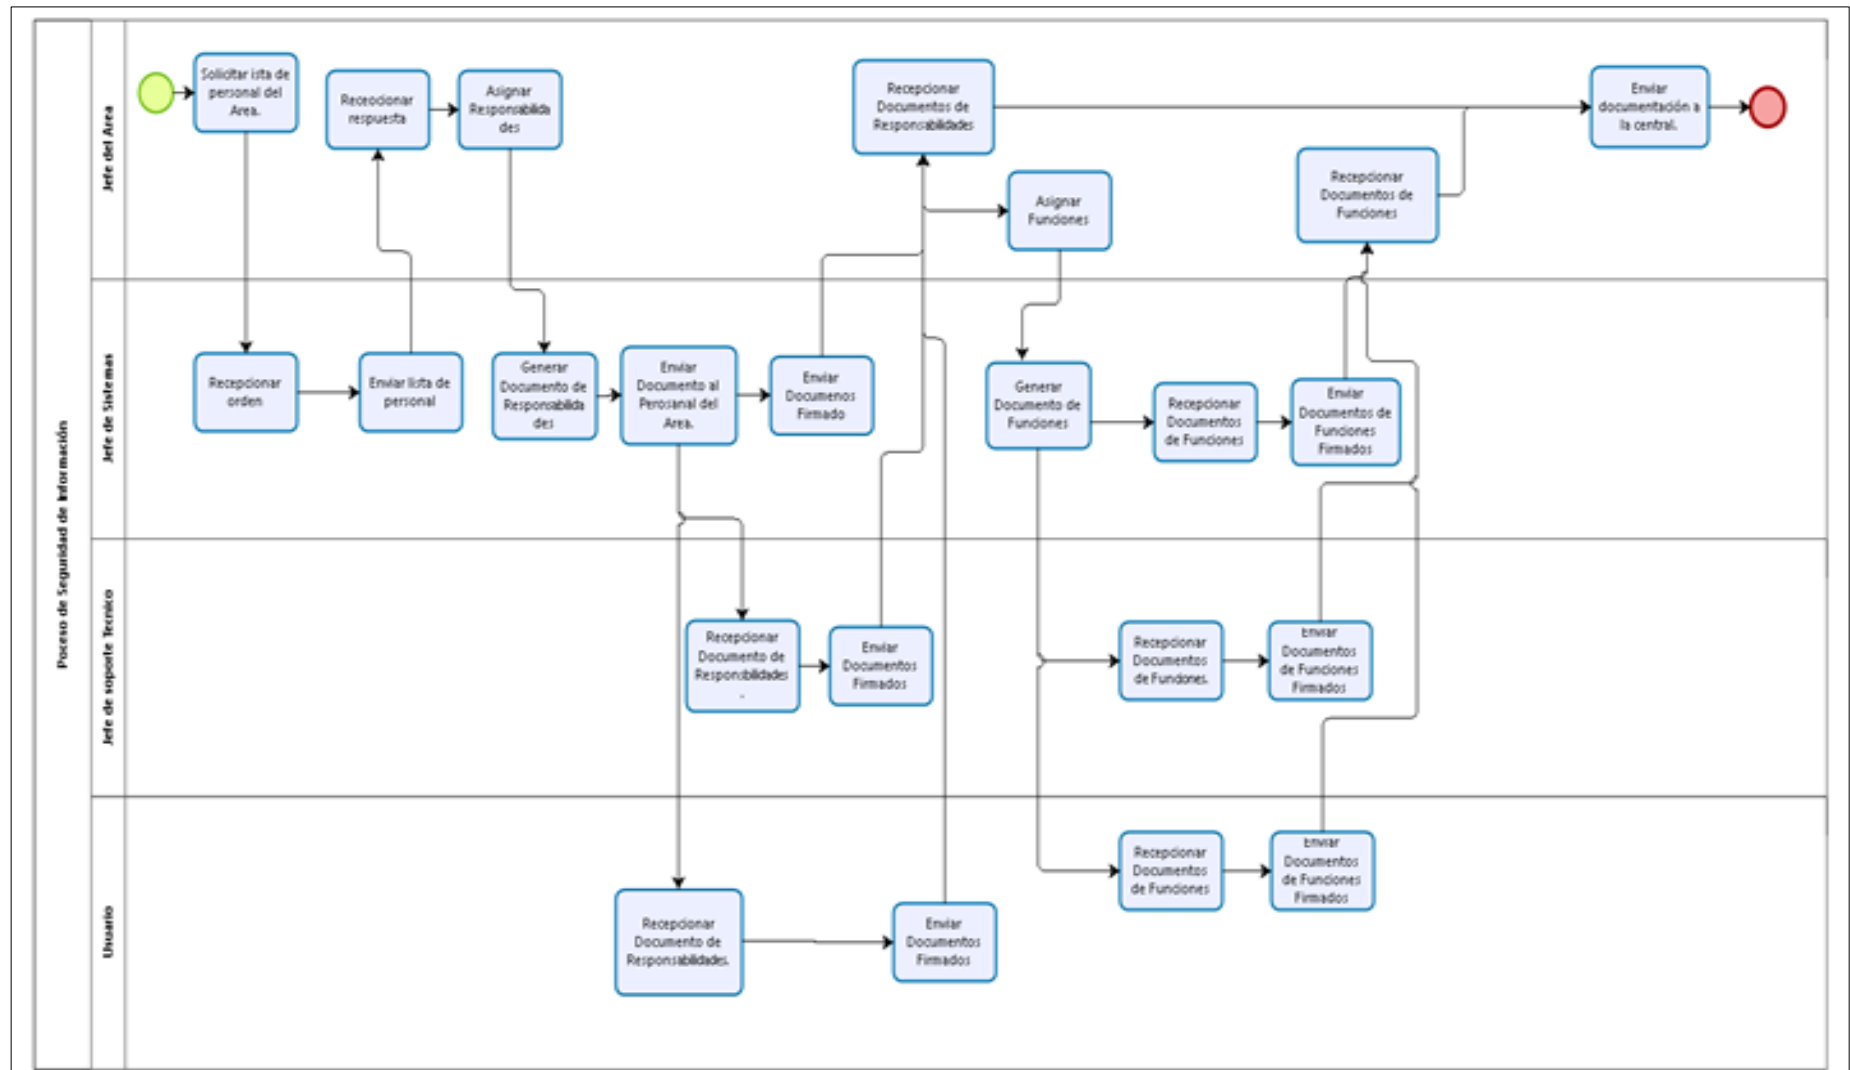 Poceso de Seguridad de Información
Jefe del Area
Solicitar ista de
personal del
Area.
Receocionar
respuesta
Asignar
Responsabilida
des
Recepcionar
Documentos de
Responsabilidades
Asignar
Funciones
Recepcionar
Documentos de
Funciones
Enviar
documentación a
la central.
Jefe de Sistemas
Recepcionar
orden
Enviar lista de
personal
Generar
Documento de
Responsabilida
des
Enviar
Documento al
Perosanal del
Area.
Enviar
Documenos
Firmado
Generar
Documento de
Funciones
Recepcionar
Documentos
de Funciones
Enviar
Documentos de
Funciones
Firmados
Jefe de soporte Tecnico
Recepcionar
Documento de
Responsbilidades
.
Enviar
Documentos
Firmados
Recepcionar
Documentos
de Funciones.
Enviar
Documentos
de Funciones
Firmados
Usuario
Recepcionar
Documento de
Responsabilidades.
Enviar
Documentos
Firmados
Recepcionar
Documentos
de Funciones
Enviar
Documentos
de Funciones
Firmados